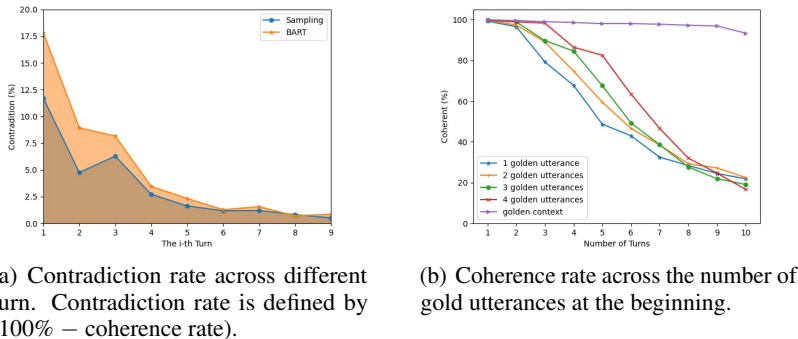 20.0
17.5
15.0
12.5
10.0
7.5
5.0
2.5
0.0
Contradiction (%)
Sampling
BART
1 2 3 4 5 6 7 8 9
The i-th Turn
100
80
60
40
20
0
Coherent (%)
1 golden utterance
2 golden utterances
3 golden utterances
4 golden utterances
golden context
1 2 3 4 5 6 7 8 9 10
Number of Turns
a) Contradiction rate across different
urn. Contradiction rate is defined by
100% − coherence rate).
(b) Coherence rate across the number of
gold utterances at the beginning.